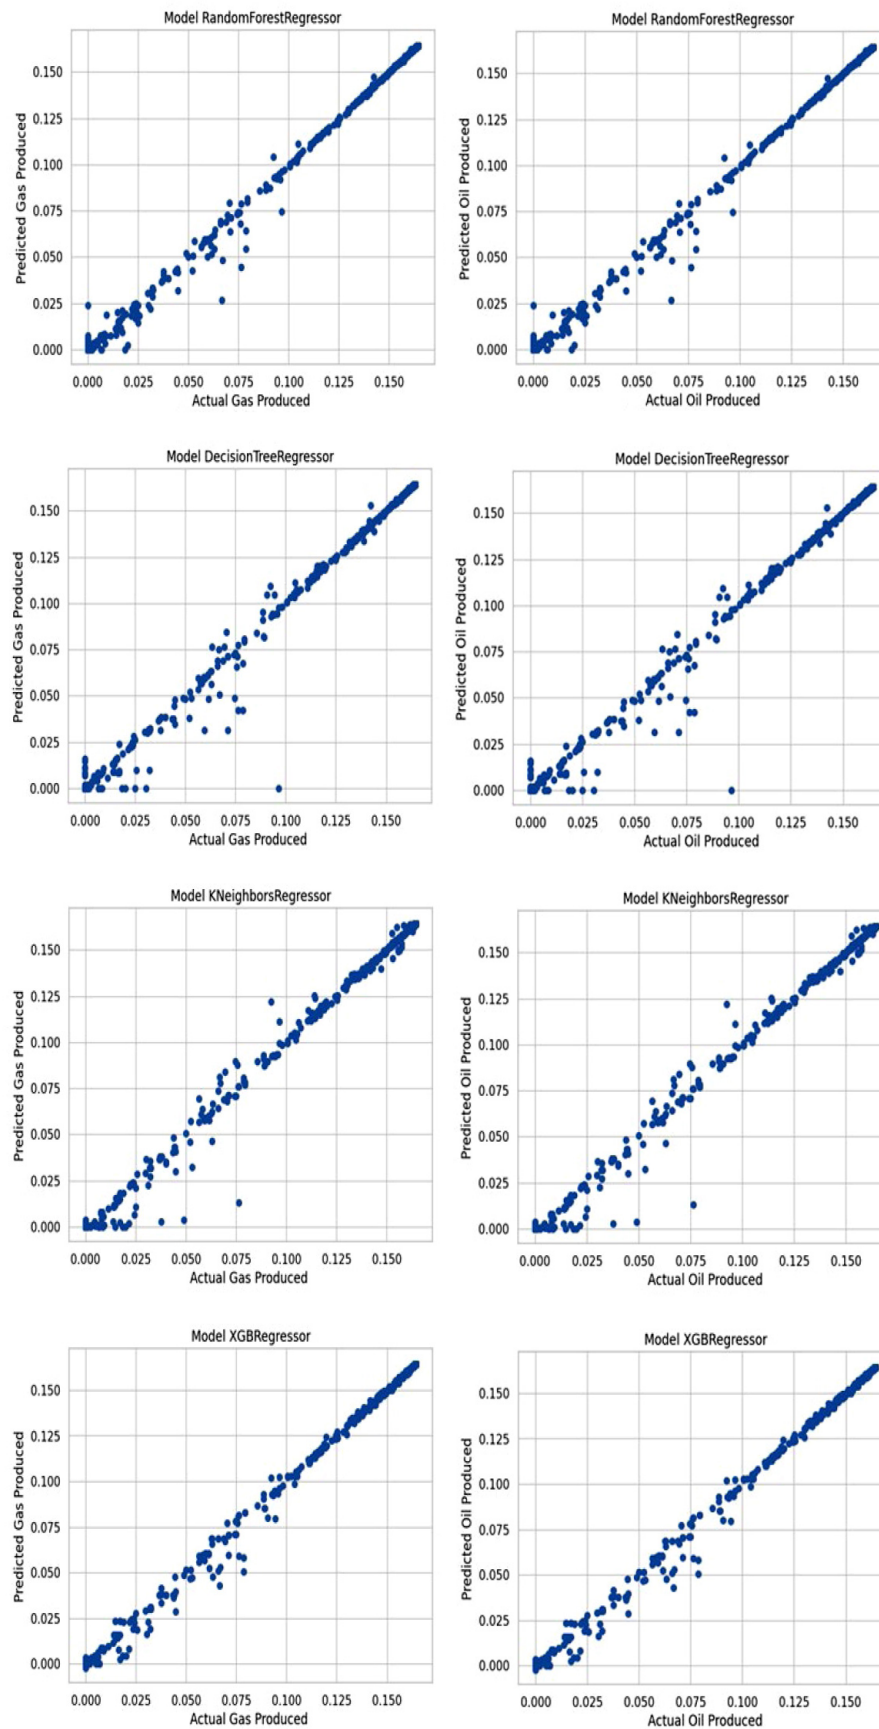 Model RandomForestRegressor
Predicted Gas Produced
0.150
0.125
0.100
0.075
0.050
0.025
0.000
0.000 0.025 0.050 0.075 0.100 0.125 0.150
Actual Gas Produced
Model RandomForestRegressor
Predicted Oil Produced
0.150
0.125
0.100
0.075
0.050
0.025
0.000
0.000 0.025 0.050 0.075 0.100 0.125 0.150
Actual Oil Produced
Model DecisionTreeRegressor
Predicted Gas Produced
0.150
0.125
0.100
0.075
0.050
0.025
0.000
0.000 0.025 0.050 0.075 0.100 0.125 0.150
Actual Gas Produced
Model DecisionTreeRegressor
Predicted Oil Produced
0.150
0.125
0.100
0.075
0.050
0.025
0.000
0.000 0.025 0.050 0.075 0.100 0.125 0.150
Actual Oil Produced
Model KNeighborsRegressor
Predicted Gas Produced
0.150
0.125
0.100
0.075
0.050
0.025
0.000
0.000 0.025 0.050 0.075 0.100 0.125 0.150
Actual Gas Produced
Model KNeighborsRegressor
Predicted Oil Produced
0.150
0.125
0.100
0.075
0.050
0.025
0.000
0.000 0.025 0.050 0.075 0.100 0.125 0.150
Actual Oil Produced
Model XGBRegressor
Predicted Gas Produced
0.150
0.125
0.100
0.075
0.050
0.025
0.000
0.000 0.025 0.050 0.075 0.100 0.125 0.150
Actual Gas Produced
Model XGBRegressor
Predicted Oil Produced
0.150
0.125
0.100
0.075
0.050
0.025
0.000
0.000 0.025 0.050 0.075 0.100 0.125 0.150
Actual Oil Produced